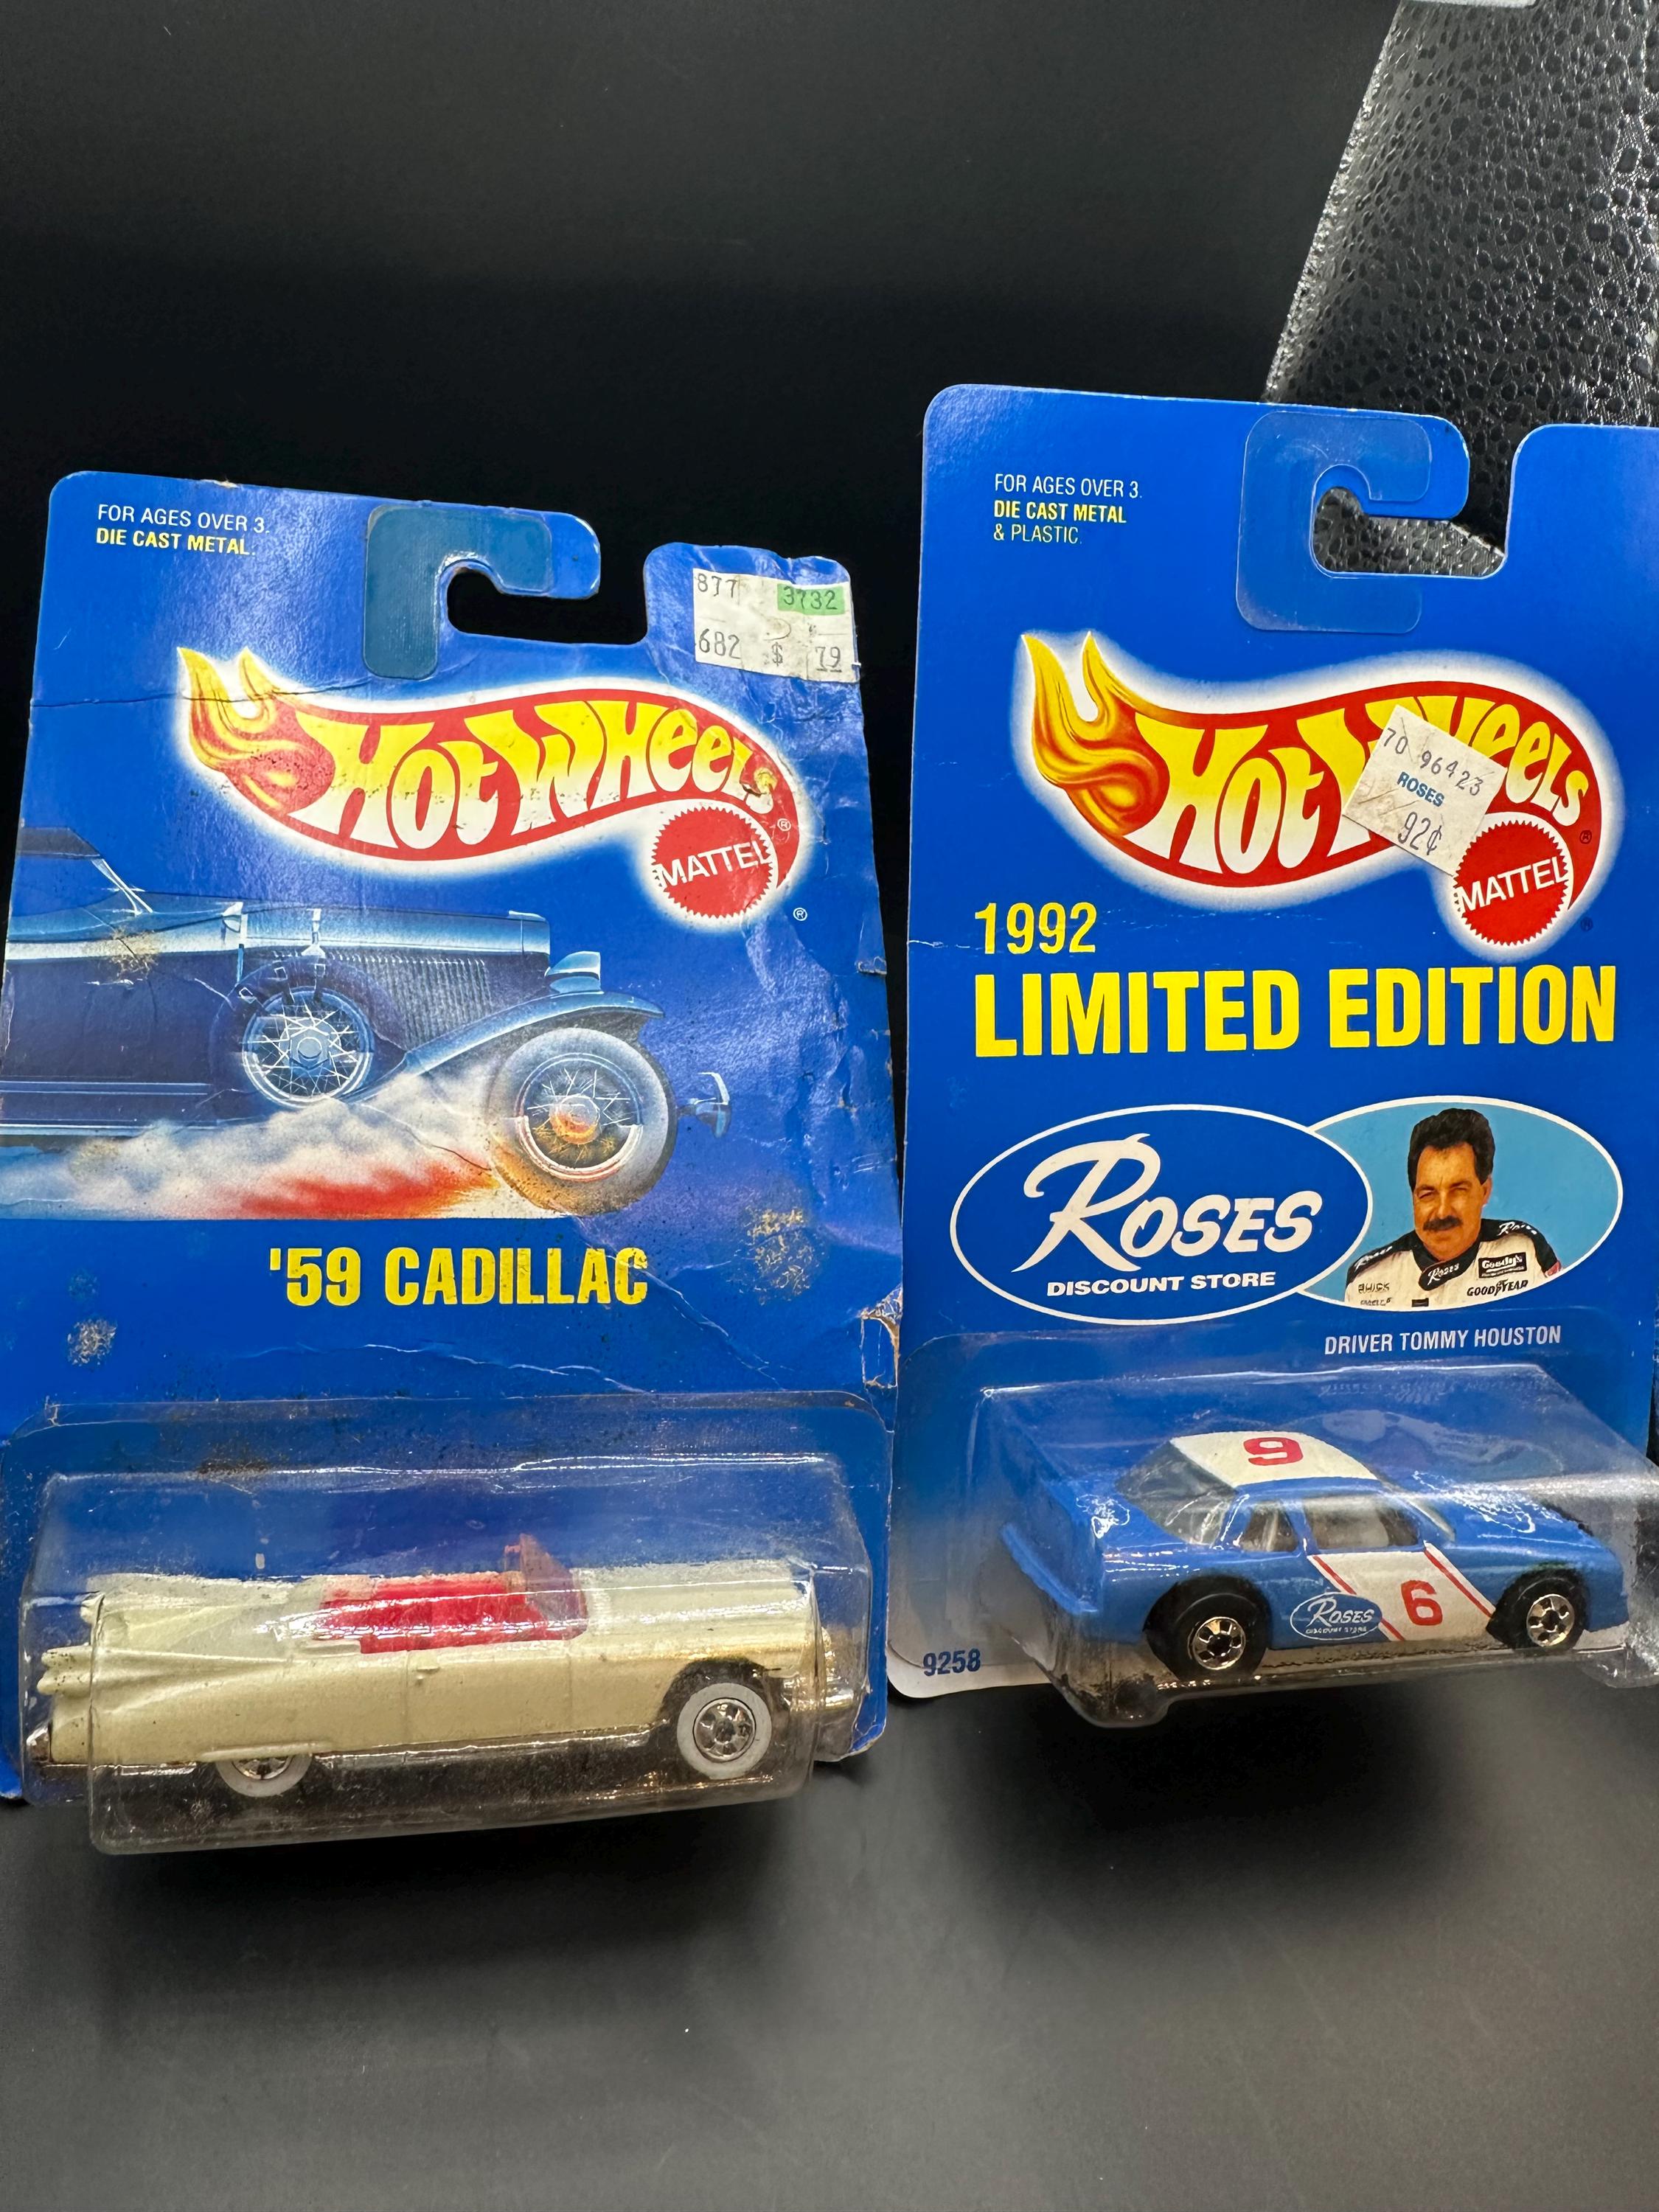 FOR AGES OVER 3.
DIE CAST METAL.
877 3732
682 $ .79
HOT WHEELS ®
MATTEL ®
'59 CADILLAC
FOR AGES OVER 3.
DIE CAST METAL
& PLASTIC.
HOT WHEELS ®
70 96423
ROSES
92¢
MATTEL ®
1992
LIMITED EDITION
ROSES
DISCOUNT STORE
Roses
Goody's
BUICK
GOODYEAR
DRIVER TOMMY HOUSTON
9
6
ROSES
DISCOUNT STORE
9258